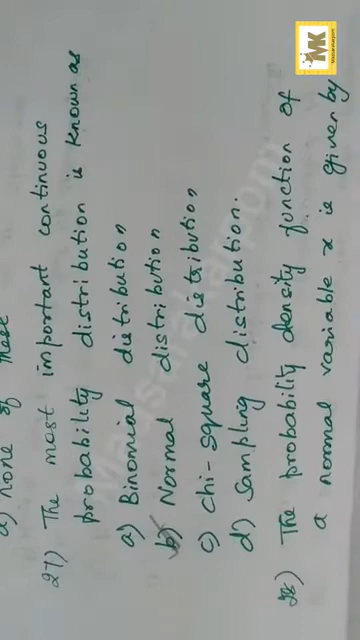 d) None of these
27) The most important continuous
probability distribution is known as
a) Binomial distribution
b) Normal distribution
c) chi-square distribution
d) Sampling distribution.
28) The probability density function of
a normal variable x is given by
MK